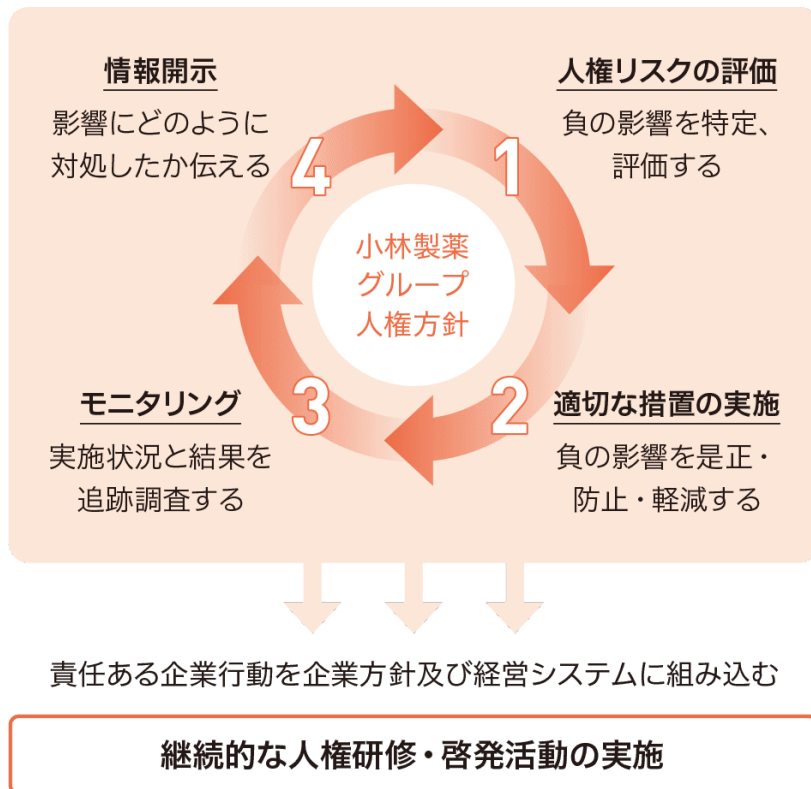 情報開示
影響にどのように
対処したか伝える
4
人権リスクの評価
負の影響を特定、
評価する
1
小林製薬
グループ
人権方針
モニタリング
実施状況と結果を
追跡調査する
3
2
適切な措置の実施
負の影響を是正・
防止・軽減する
責任ある企業行動を企業方針及び経営システムに組み込む
継続的な人権研修・啓発活動の実施